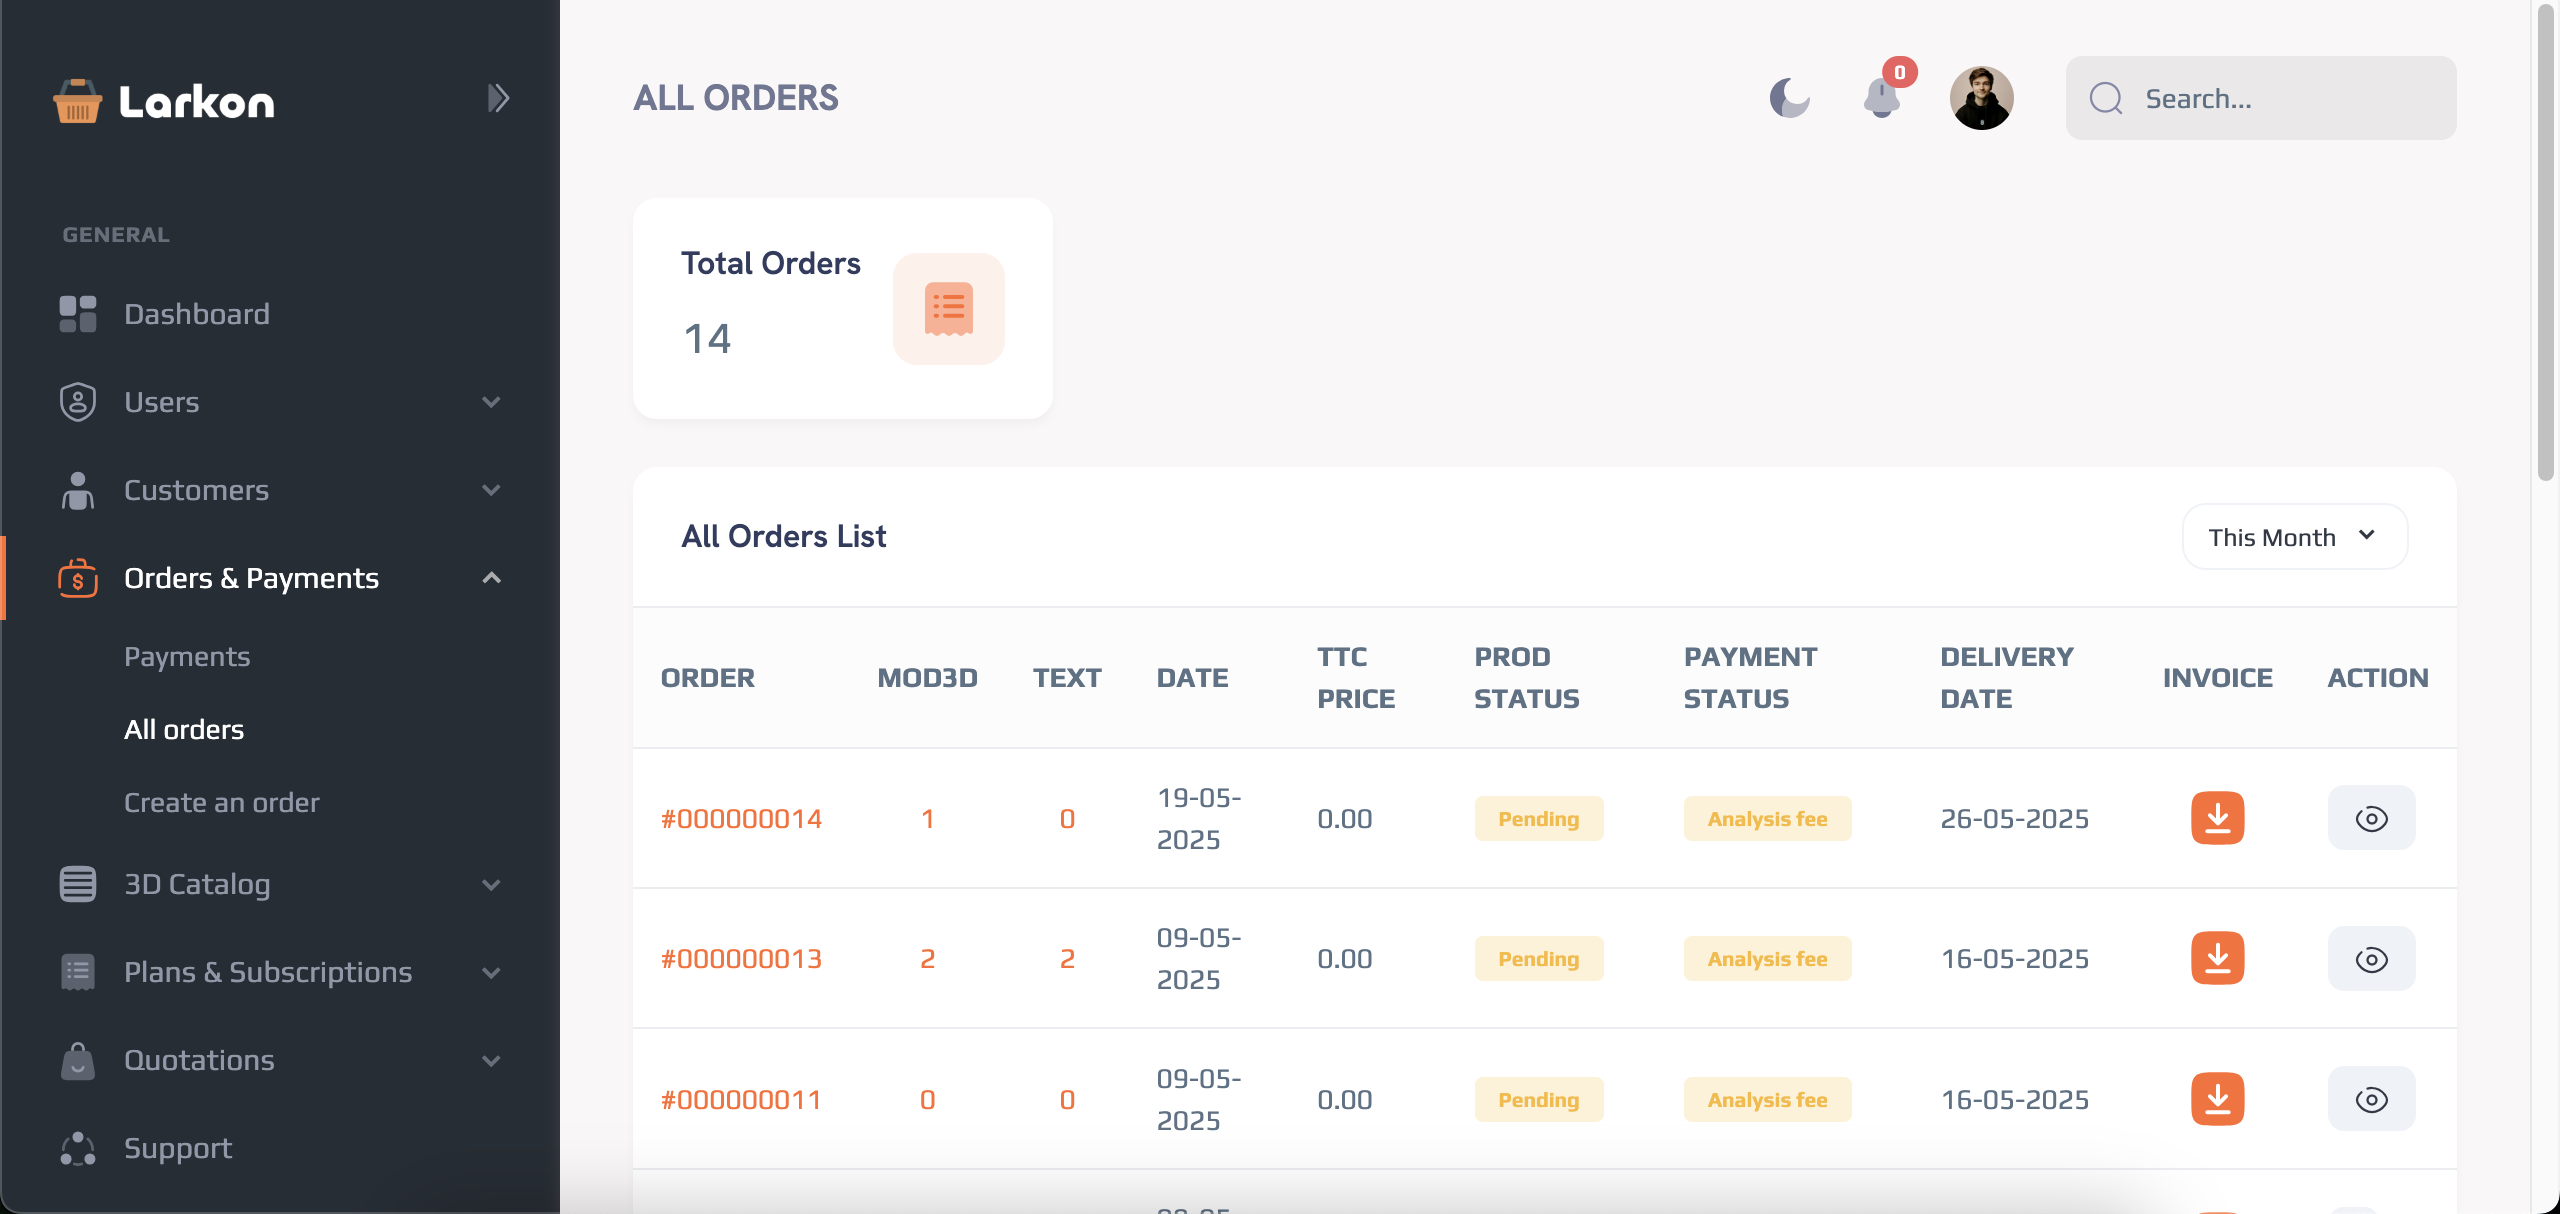 Larkon
GENERAL
Dashboard
Users
Customers
Orders & Payments
Payments
All orders
Create an order
3D Catalog
Plans & Subscriptions
Quotations
Support
ALL ORDERS
0
Search...
Total Orders
14
All Orders List
This Month
ORDER MOD3D TEXT DATE TTC PRICE PROD STATUS PAYMENT STATUS DELIVERY DATE INVOICE ACTION
#000000014 1 0 19-05-2025 0.00 Pending Analysis fee 26-05-2025
#000000013 2 2 09-05-2025 0.00 Pending Analysis fee 16-05-2025
#000000011 0 0 09-05-2025 0.00 Pending Analysis fee 16-05-2025